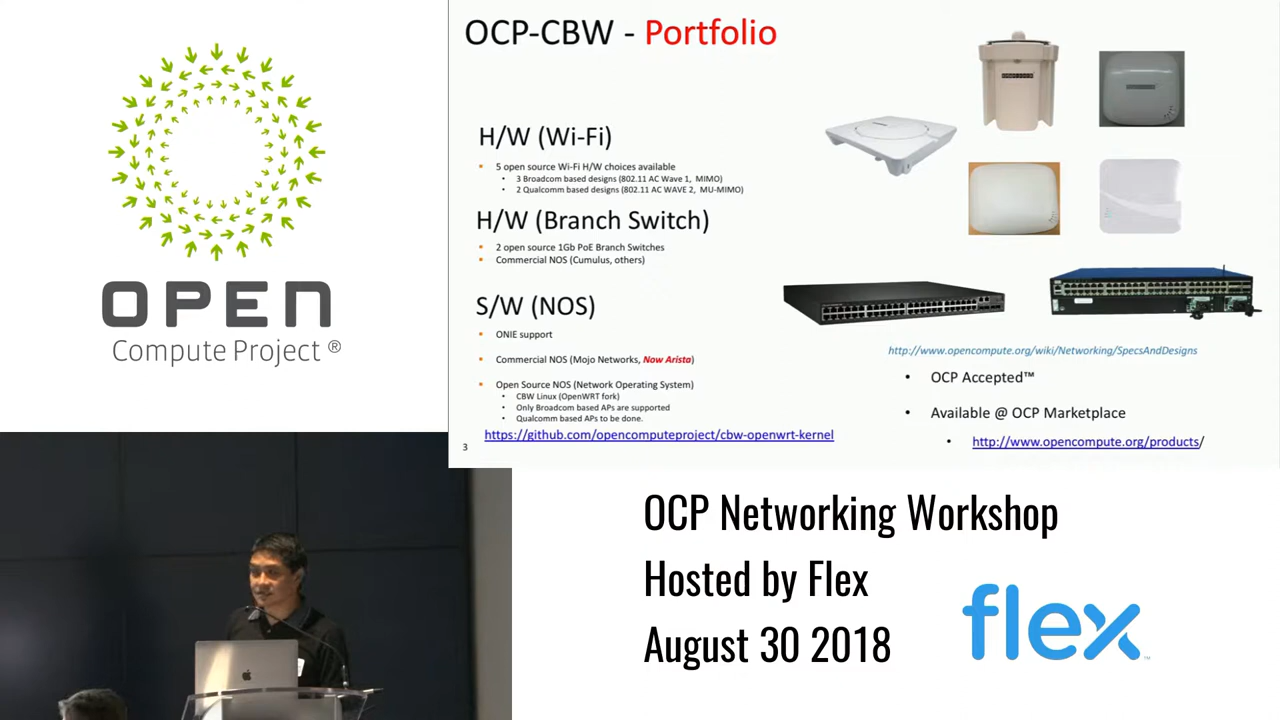 OPEN
Compute Project ®
OCP-CBW - Portfolio
H/W (Wi-Fi)
5 open source Wi-Fi H/W choices available
3 Broadcom based designs (802.11 AC Wave 1, MIMO)
2 Qualcomm based designs (802.11 AC WAVE 2, MU-MIMO)
H/W (Branch Switch)
2 open source 1Gb PoE Branch Switches
Commercial NOS (Cumulus, others)
S/W (NOS)
ONIE support
Commercial NOS (Mojo Networks, Now Arista)
Open Source NOS (Network Operating System)
CBW Linux (OpenWRT fork)
Only Broadcom based APs are supported
Qualcomm based APs to be done.
https://github.com/opencomputeproject/cbw-openwrt-kernel
3
http://www.opencompute.org/wiki/Networking/SpecsAndDesigns
OCP Accepted™
Available @ OCP Marketplace
http://www.opencompute.org/products/
OCP Networking Workshop
Hosted by Flex
August 30 2018
flex™